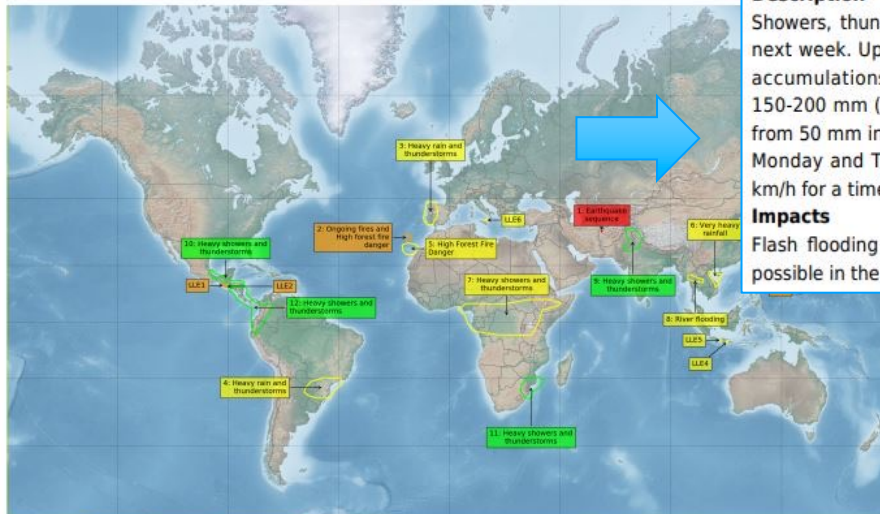 Description
Showers, thun
next week. Up
accumulations
150-200 mm (
from 50 mm in
Monday and T
km/h for a time
Impacts
Flash flooding
possible in the
3: Heavy rain and
thunderstorms
2: Ongoing fires and
High forest fire
danger
LLE6
1: Earthquake
sequence
6: Very heavy
rainfall
10: Heavy showers and
thunderstorms
5: High Forest Fire
Danger
7: Heavy showers and
thunderstorms
9: Heavy showers and
thunderstorms
LLE1
LLE2
12: Heavy showers and
thunderstorms
8: River flooding
LLE5
LLE4
4: Heavy rain and
thunderstorms
11: Heavy showers and
thunderstorms